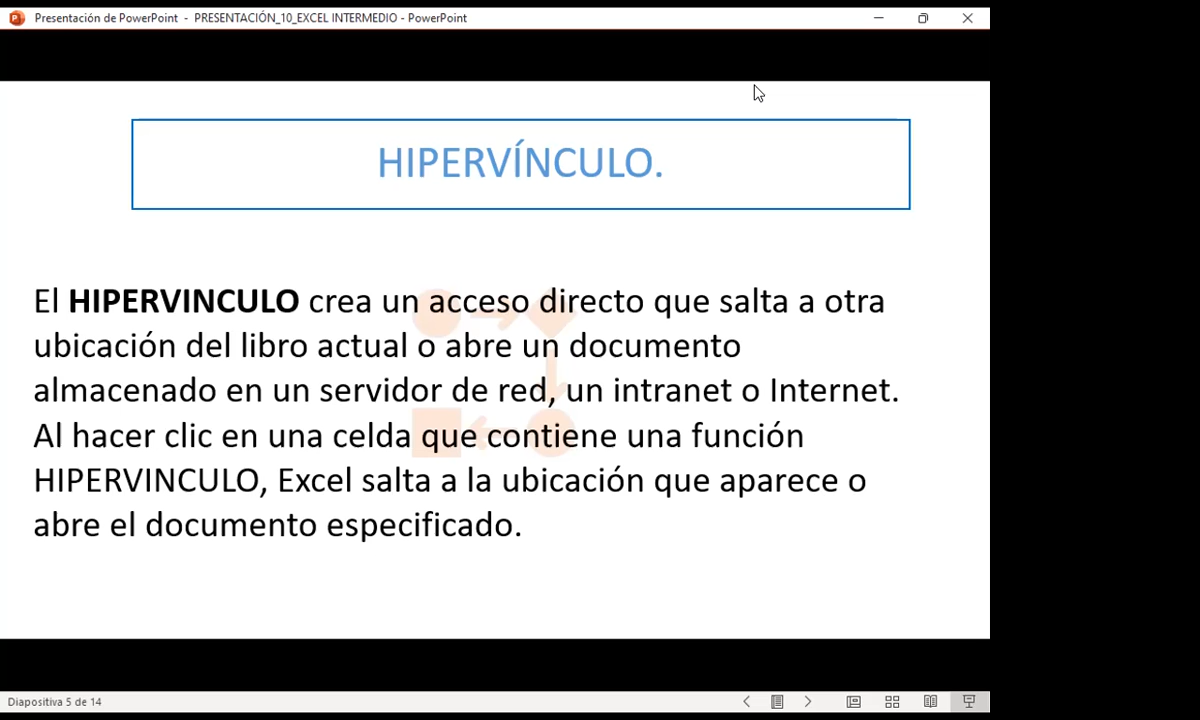 Presentación de PowerPoint - PRESENTACIÓN_10_EXCEL INTERMEDIO - PowerPoint
HIPERVÍNCULO.
El HIPERVINCULO crea un acceso directo que salta a otra
ubicación del libro actual o abre un documento
almacenado en un servidor de red, un intranet o Internet.
Al hacer clic en una celda que contiene una función
HIPERVINCULO, Excel salta a la ubicación que aparece o
abre el documento especificado.
Diapositiva 5 de 14